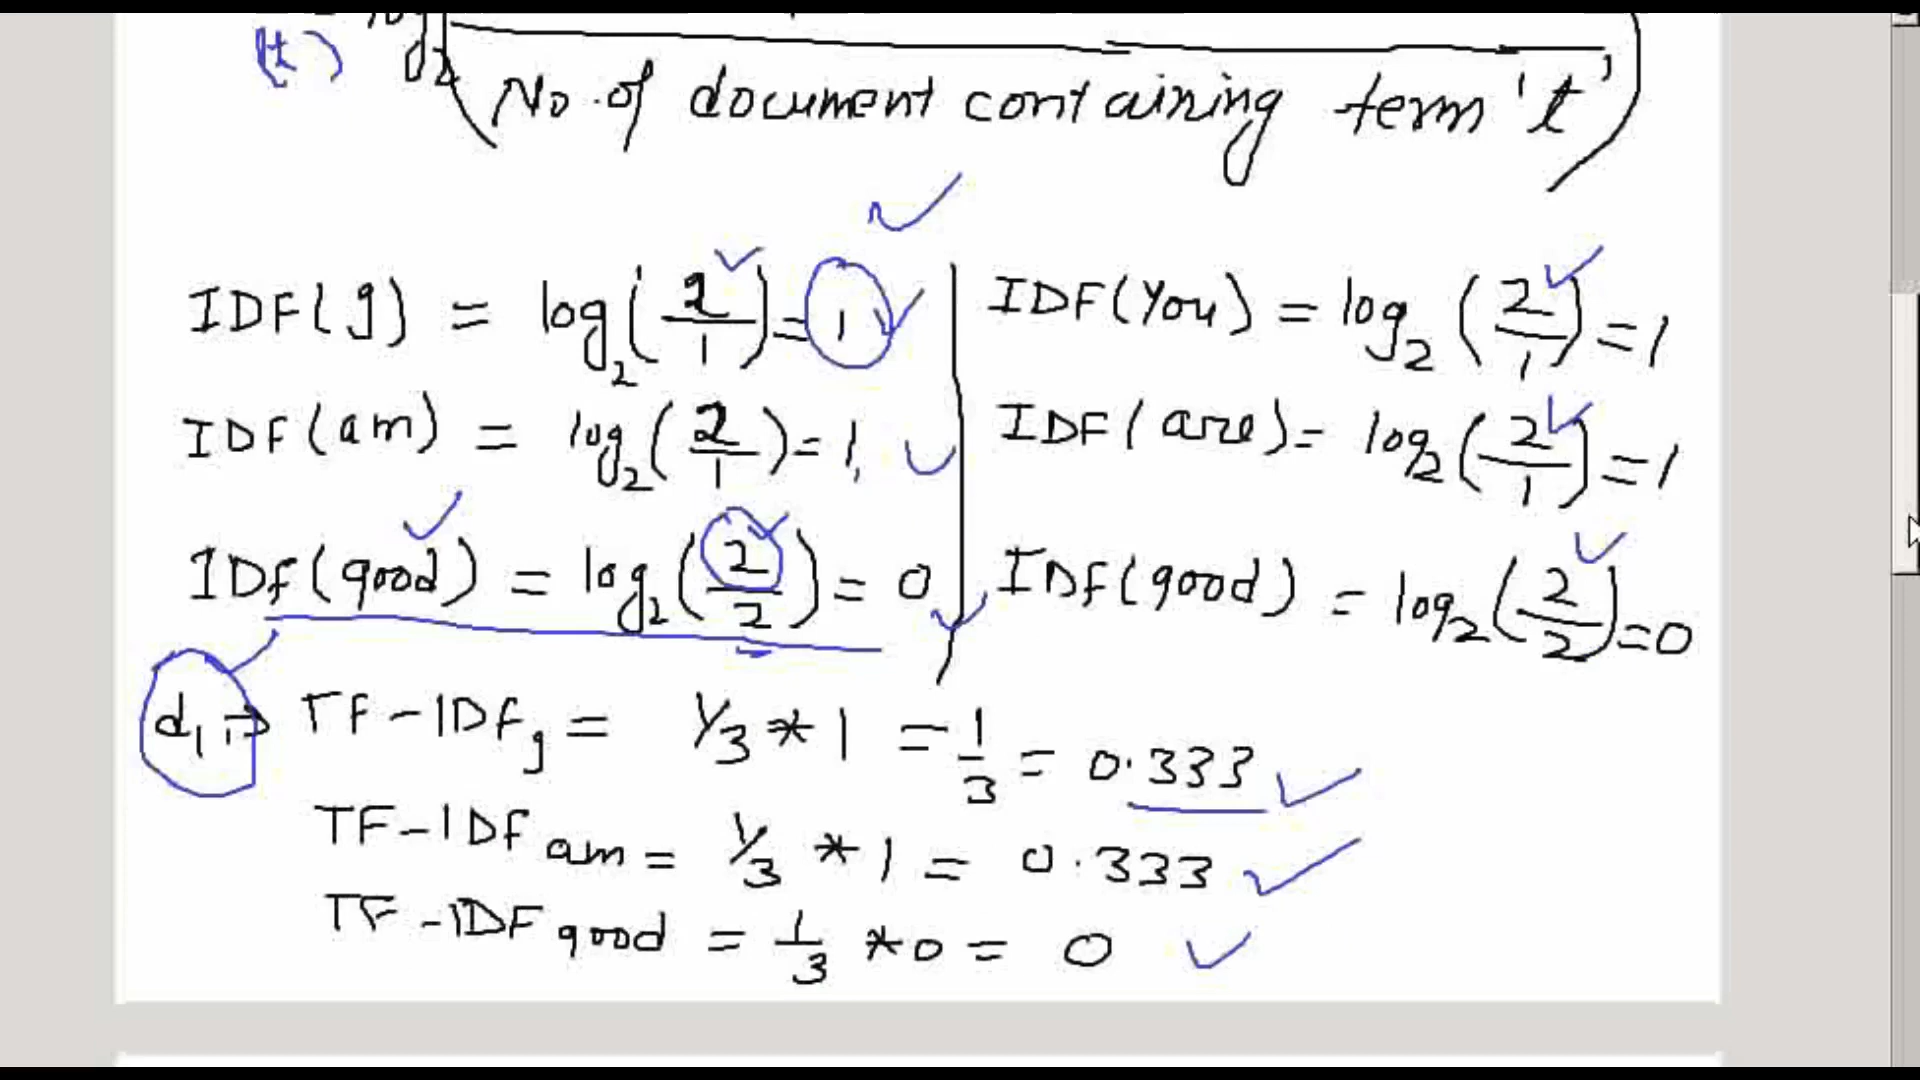 (t) log2
(No. of document containing term 't')
IDF(g) = log2(2/1) = 1
IDF(am) = log2(2/1) = 1
IDf(good) = log2(2/2) = 0
IDF(You) = log2(2/1) = 1
IDF(are) = log2(2/1) = 1
IDf(good) = log2(2/2) = 0
d1 → TF-IDFg = 1/3 * 1 = 1/3 = 0.333
TF-IDFam = 1/3 * 1 = 0.333
TF-IDFgood = 1/3 * 0 = 0